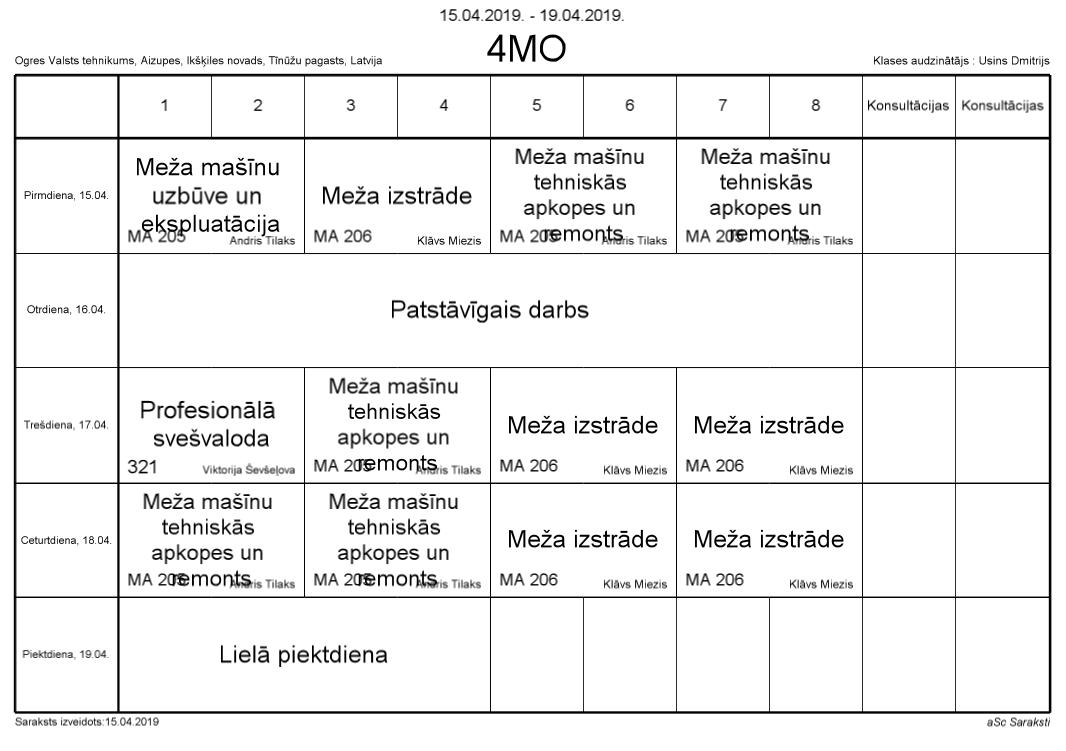 15.04.2019. - 19.04.2019.
4MO
Ogres Valsts tehnikums, Aizupes, Ikšķiles novads, Tīnūžu pagasts, Latvija
Klases audzinātājs : Usins Dmitrijs
1 2 3 4 5 6 7 8 Konsultācijas Konsultācijas
Pirmdiena, 15.04.
Meža mašīnu
uzbūve un
ekspluatācija
MA 205 Andris Tilaks
Meža izstrāde
MA 206 Klāvs Miezis
Meža mašīnu
tehniskās
apkopes un
remonts
MA 205 Andris Tilaks
Meža mašīnu
tehniskās
apkopes un
remonts
MA 205 Andris Tilaks
Otrdiena, 16.04.
Patstāvīgais darbs
Trešdiena, 17.04.
Profesionālā
svešvaloda
321 Viktorija Ševšeļova
Meža mašīnu
tehniskās
apkopes un
remonts
MA 205 Andris Tilaks
Meža izstrāde
MA 206 Klāvs Miezis
Meža izstrāde
MA 206 Klāvs Miezis
Ceturtdiena, 18.04.
Meža mašīnu
tehniskās
apkopes un
remonts
MA 205 Andris Tilaks
Meža mašīnu
tehniskās
apkopes un
remonts
MA 205 Andris Tilaks
Meža izstrāde
MA 206 Klāvs Miezis
Meža izstrāde
MA 206 Klāvs Miezis
Piektdiena, 19.04.
Lielā piektdiena
Saraksts izveidots:15.04.2019
aSc Saraksti